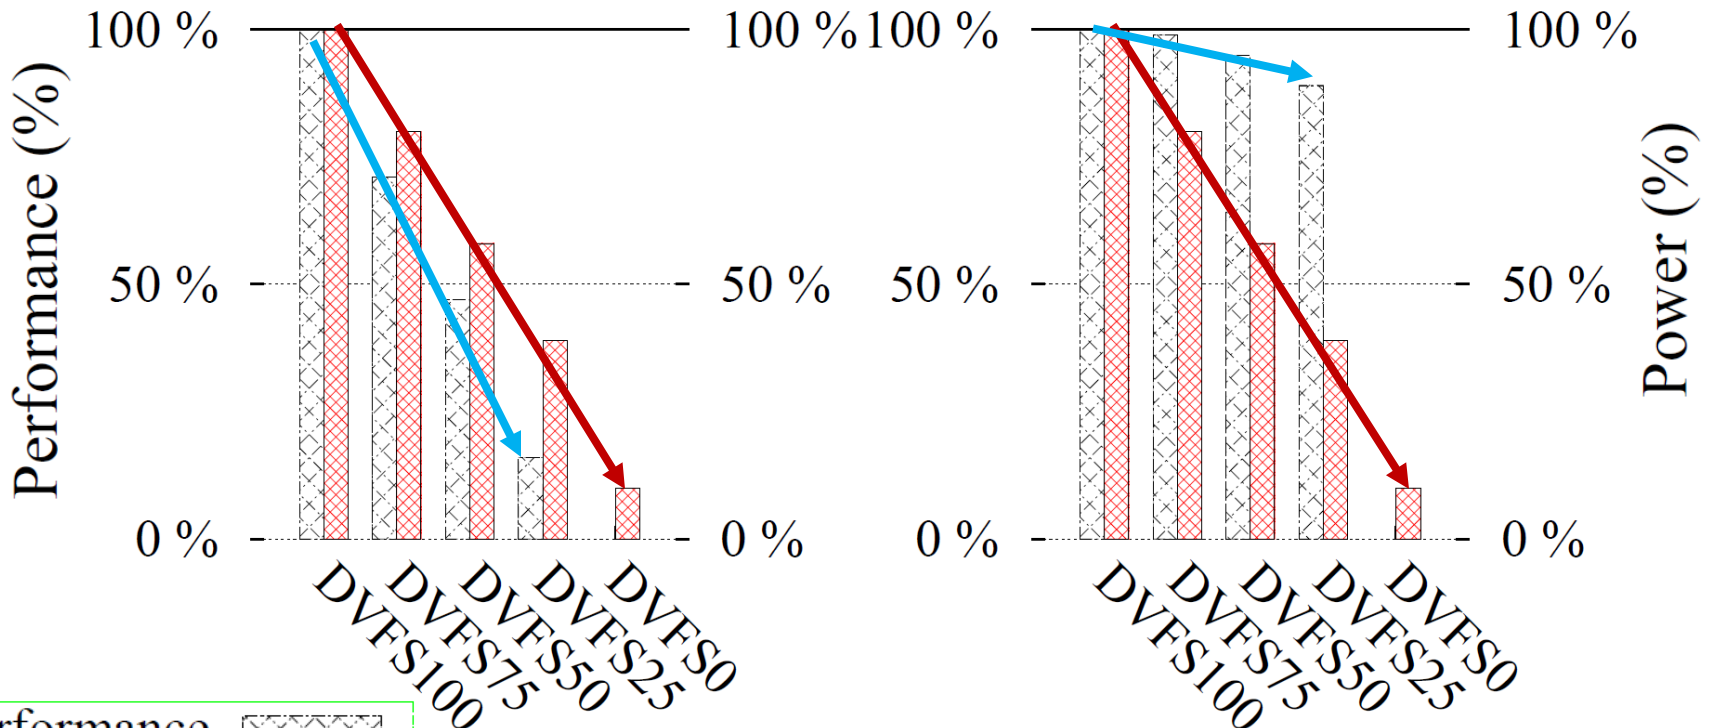 Performance (%)
100 %
50 %
0 %
100 %
50 %
0 %
DVFS100
DVFS75
DVFS50
DVFS25
DVFS0
100 %
50 %
0 %
100 %
50 %
0 %
DVFS100
DVFS75
DVFS50
DVFS25
DVFS0
Power (%)
rformance